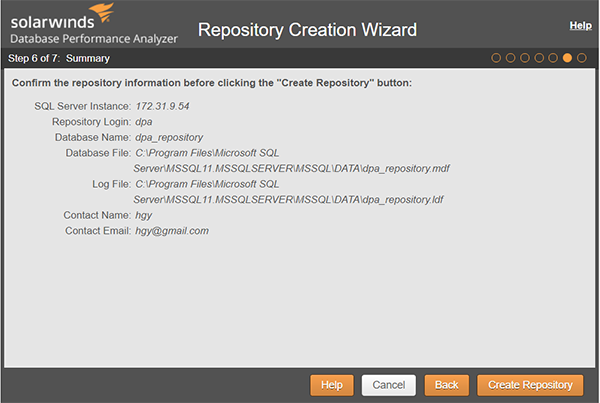 solarwinds
Database Performance Analyzer
Repository Creation Wizard
Help
Step 6 of 7: Summary
Confirm the repository information before clicking the "Create Repository" button:
SQL Server Instance: 172.31.9.54
Repository Login: dpa
Database Name: dpa_repository
Database File: C:\Program Files\Microsoft SQL
Server\MSSQL11.MSSQLSERVER\MSSQL\DATA\dpa_repository.mdf
Log File: C:\Program Files\Microsoft SQL
Server\MSSQL11.MSSQLSERVER\MSSQL\DATA\dpa_repository.ldf
Contact Name: hgy
Contact Email: hgy@gmail.com
Help Cancel Back Create Repository